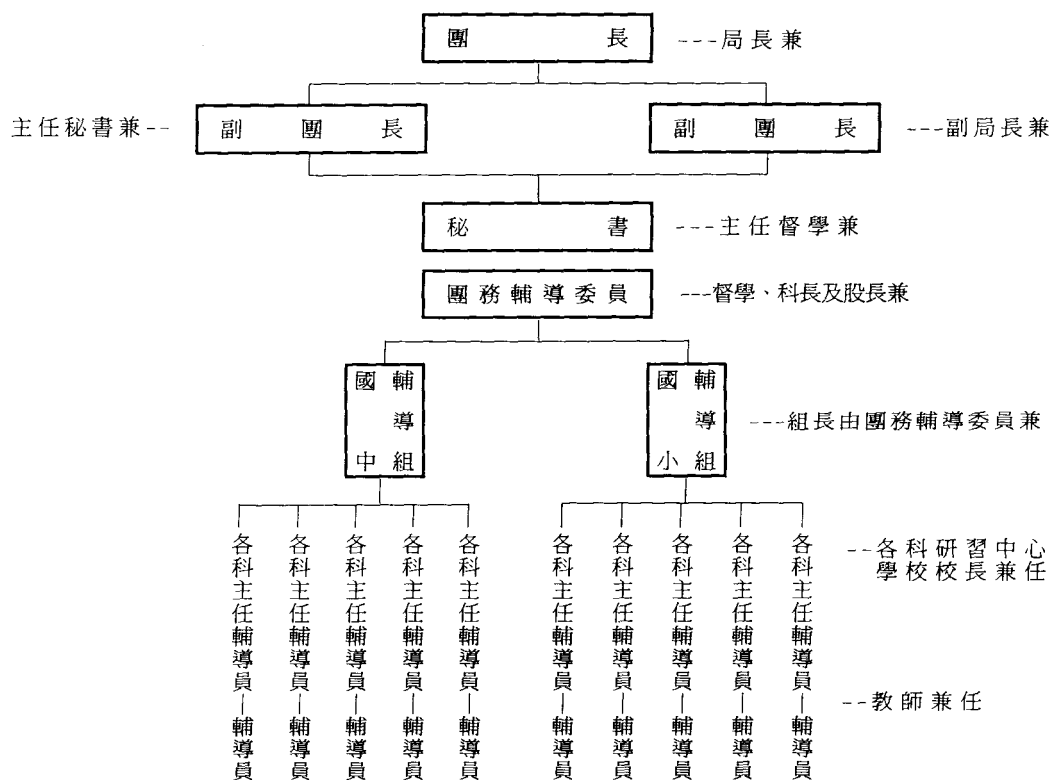 團長 ---局長兼
主任秘書兼-- 副團長 副團長 ---副局長兼
秘書 ---主任督學兼
團務輔導委員 ---督學、科長及股長兼
國中輔導組 國小輔導組 ---組長由團務輔導委員兼
各科主任輔導員—輔導員
各科主任輔導員—輔導員
各科主任輔導員—輔導員
各科主任輔導員—輔導員
各科主任輔導員—輔導員
各科主任輔導員—輔導員
各科主任輔導員—輔導員
各科主任輔導員—輔導員
各科主任輔導員—輔導員
各科主任輔導員—輔導員
--各科研習中心
學校校長兼任
--教師兼任